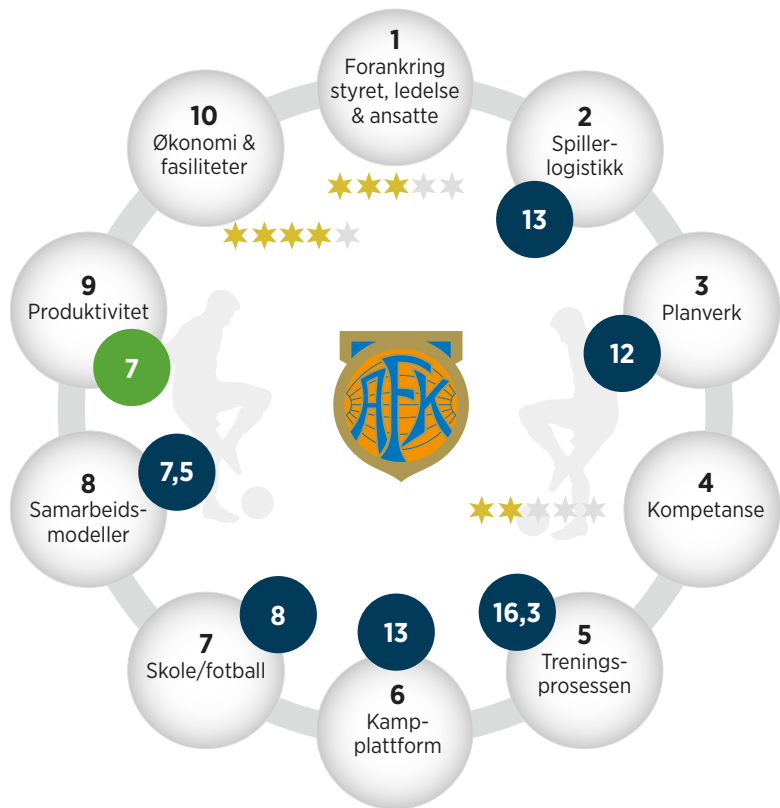 1
Forankring
styret, ledelse
& ansatte
2
Spiller-
logistikk
13
3
Planverk
12
4
Kompetanse
5
Trenings-
prosessen
16,3
6
Kamp-
plattform
13
7
Skole/fotball
8
8
Samarbeids-
modeller
7,5
9
Produktivitet
7
10
Økonomi &
fasiliteter
AFK